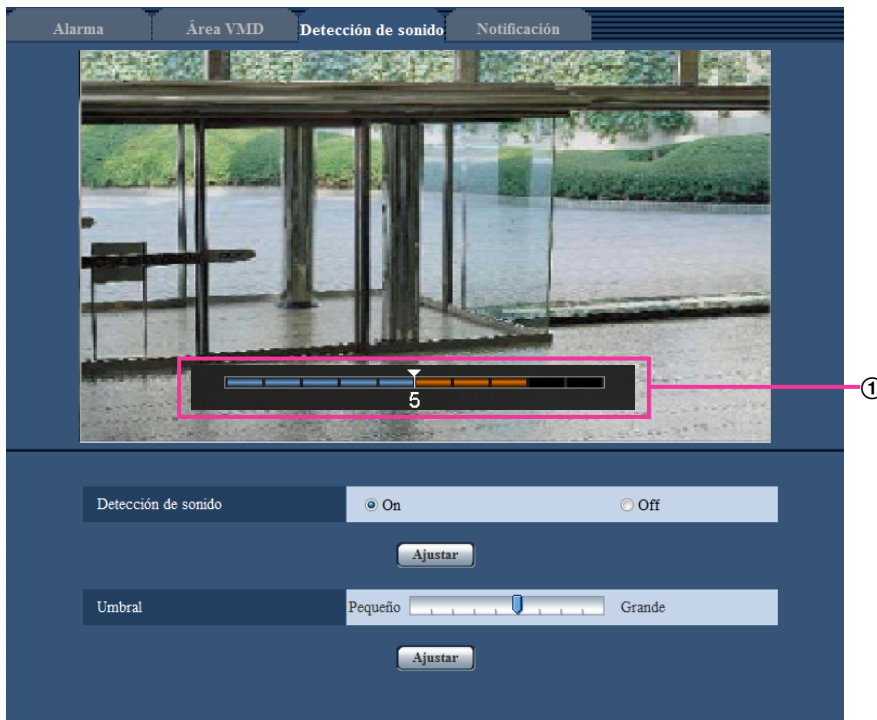 Alarma
Área VMD
Detección de sonido
Notificación
5
①
Detección de sonido
On
Off
Ajustar
Umbral
Pequeño
Grande
Ajustar